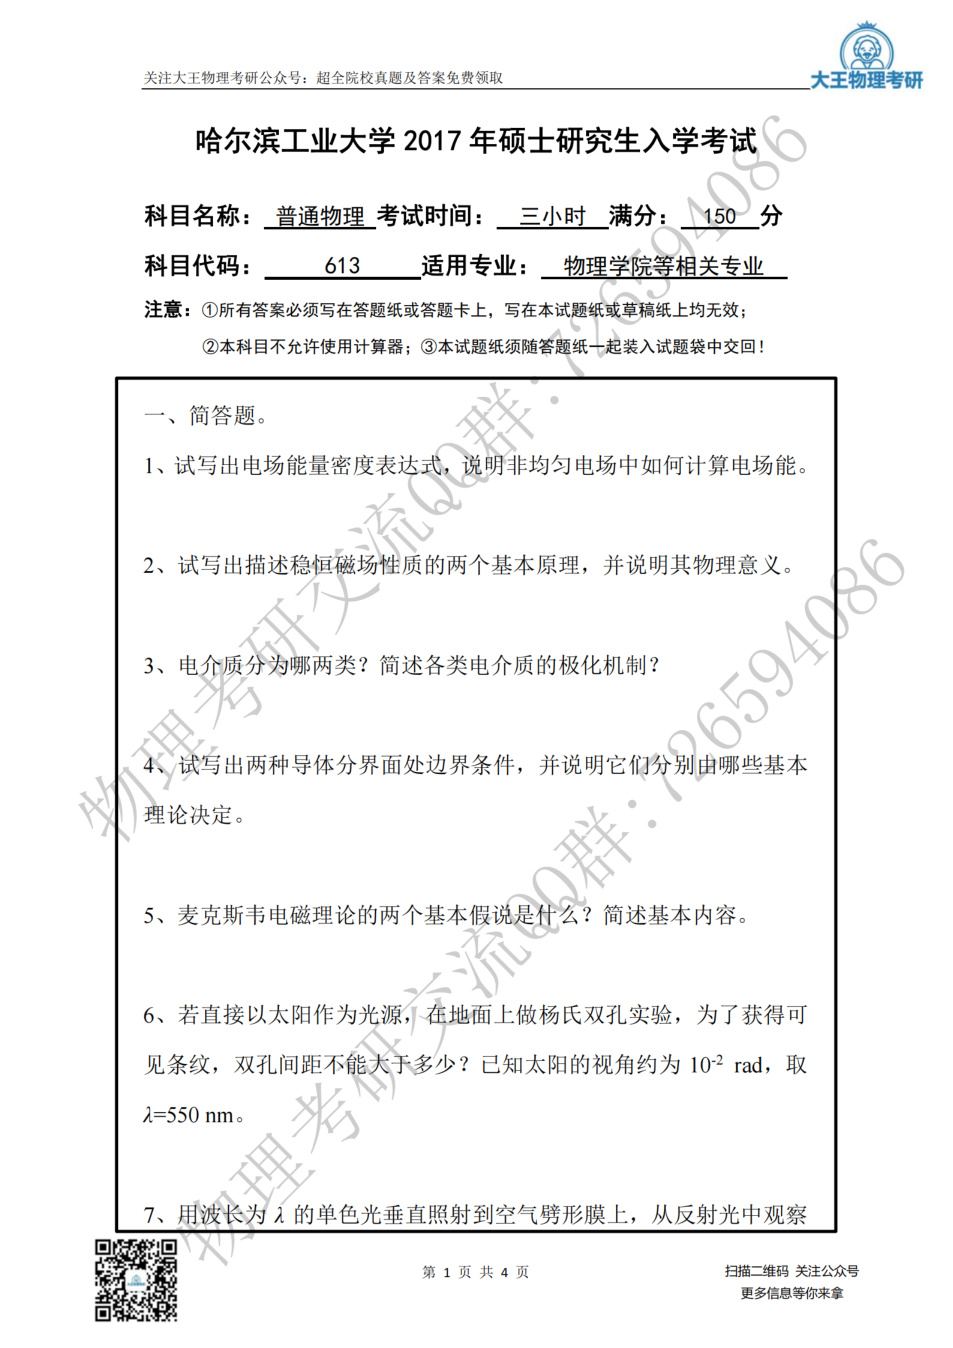 关注大王物理考研公众号：超全院校真题及答案免费领取
大王物理考研
哈尔滨工业大学 2017 年硕士研究生入学考试
科目名称： 普通物理 考试时间： 三小时 满分： 150 分
科目代码： 613 适用专业： 物理学院等相关专业
注意：①所有答案必须写在答题纸或答题卡上，写在本试题纸或草稿纸上均无效；
②本科目不允许使用计算器；③本试题纸须随答题纸一起装入试题袋中交回！
一、简答题。
1、试写出电场能量密度表达式，说明非均匀电场中如何计算电场能。
2、试写出描述稳恒磁场性质的两个基本原理，并说明其物理意义。
3、电介质分为哪两类？简述各类电介质的极化机制？
4、试写出两种导体分界面处边界条件，并说明它们分别由哪些基本
理论决定。
5、麦克斯韦电磁理论的两个基本假说是什么？简述基本内容。
6、若直接以太阳作为光源，在地面上做杨氏双孔实验，为了获得可
见条纹，双孔间距不能大于多少？已知太阳的视角约为 10⁻² rad，取
λ=550 nm。
7、用波长为 λ 的单色光垂直照射到空气劈形膜上，从反射光中观察
物理考研交流QQ群：726594086
物理考研交流QQ群：726594086
大王物理
第 1 页 共 4 页
扫描二维码 关注公众号
更多信息等你来拿